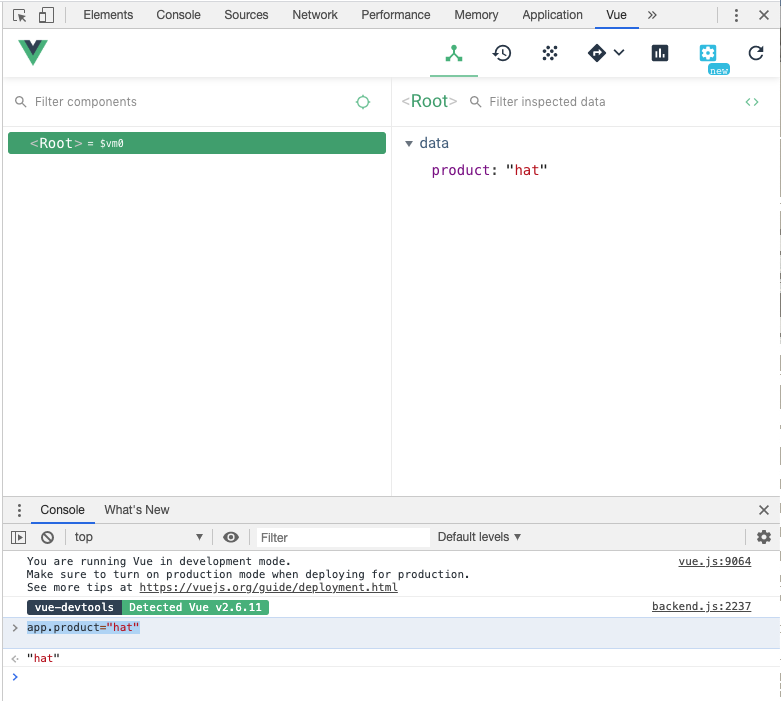 Elements Console Sources Network Performance Memory Application Vue »
new
Filter components
<Root> Filter inspected data < >
<Root> = $vm0
data
product: "hat"
Console What's New
top Filter Default levels
You are running Vue in development mode. vue.js:9064
Make sure to turn on production mode when deploying for production.
See more tips at https://vuejs.org/guide/deployment.html
vue-devtools Detected Vue v2.6.11 backend.js:2237
> app.product="hat"
"hat"
>